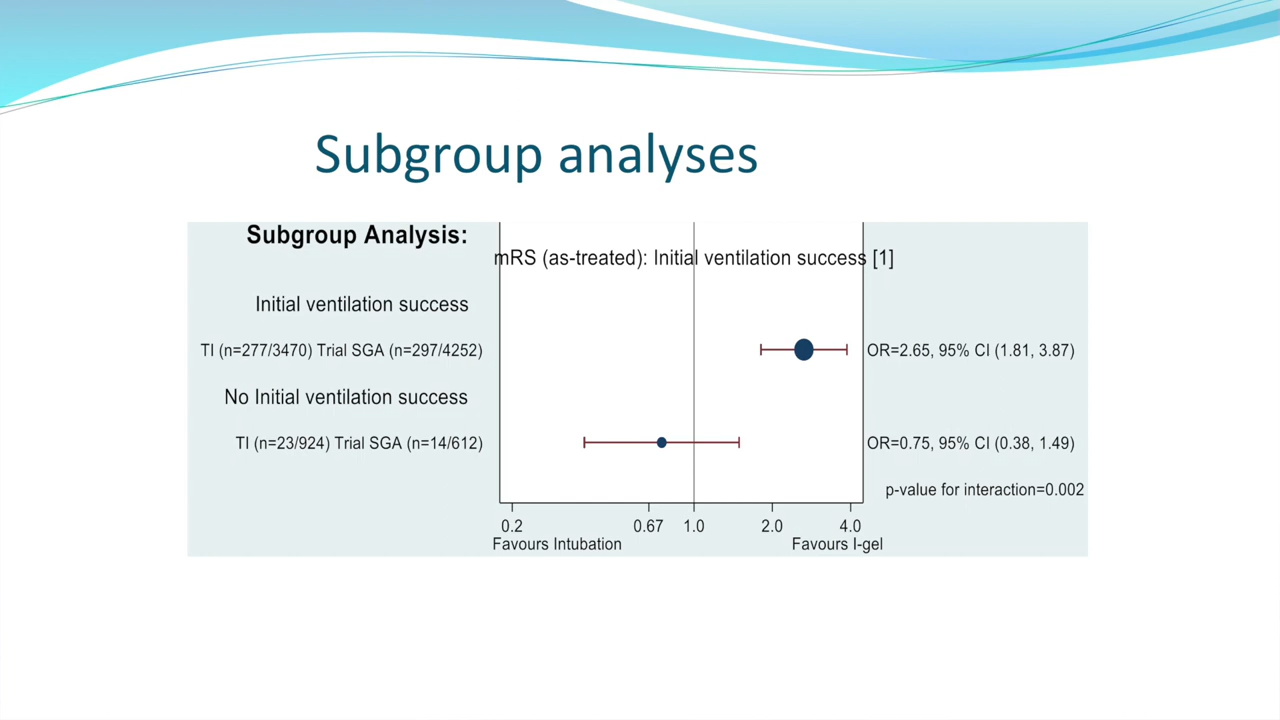 Subgroup analyses
Subgroup Analysis:
mRS (as-treated): Initial ventilation success [1]
Initial ventilation success
TI (n=277/3470) Trial SGA (n=297/4252)
OR=2.65, 95% CI (1.81, 3.87)
No Initial ventilation success
TI (n=23/924) Trial SGA (n=14/612)
OR=0.75, 95% CI (0.38, 1.49)
p-value for interaction=0.002
0.2 0.67 1.0 2.0 4.0
Favours Intubation Favours I-gel